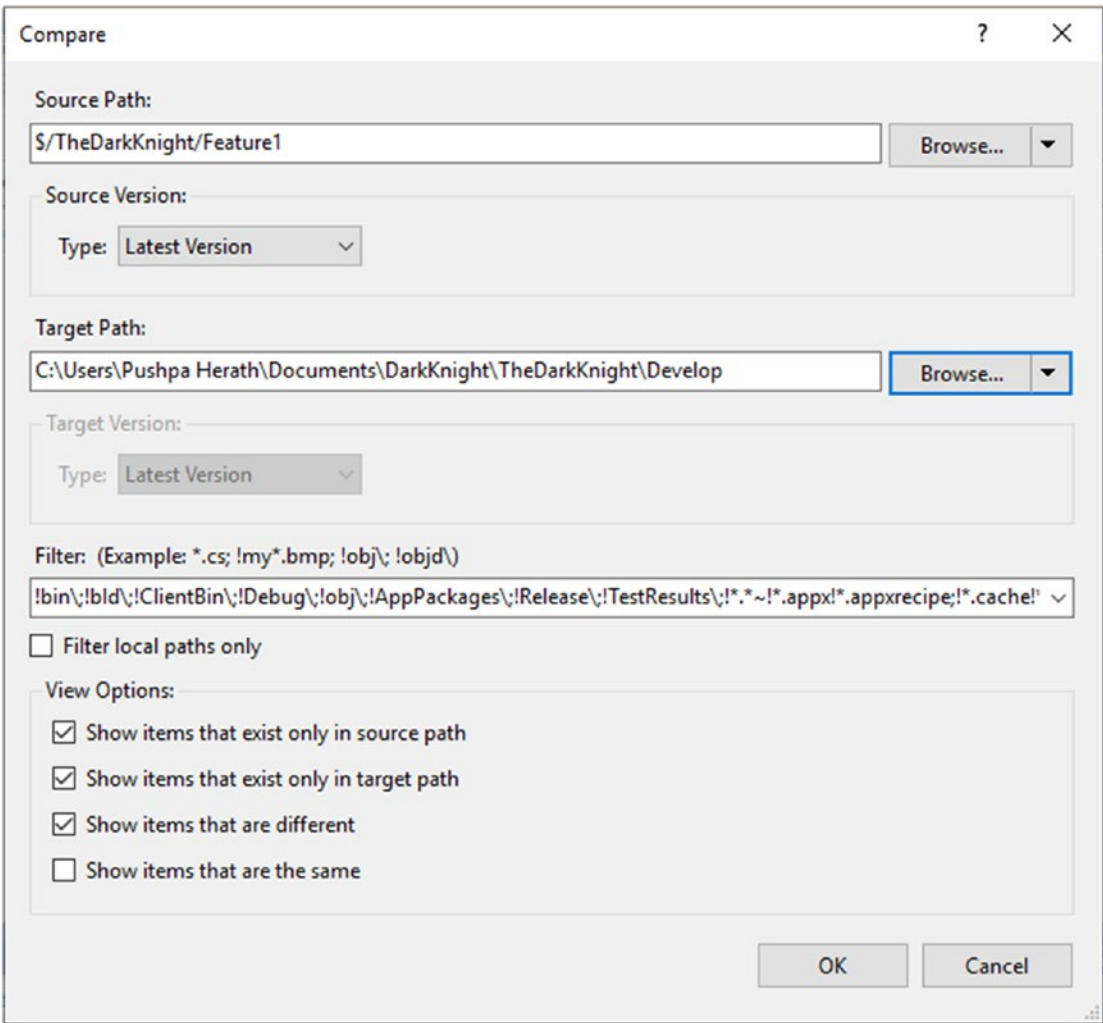 Compare
?
Source Path:
$/TheDarkKnight/Feature1
Browse...
Source Version:
Type: Latest Version
Target Path:
C:\Users\Pushpa Herath\Documents\DarkKnight\TheDarkKnight\Develop
Browse...
Target Version:
Type: Latest Version
Filter: (Example: *.cs; !my*.bmp; !obj\; !objd\)
!bin\;!bld\;!ClientBin\;!Debug\;!obj\;!AppPackages\;!Release\;!TestResults\;!*.*~!*.appx!*.appxrecipe;!*.cache!
Filter local paths only
View Options:
Show items that exist only in source path
Show items that exist only in target path
Show items that are different
Show items that are the same
OK Cancel